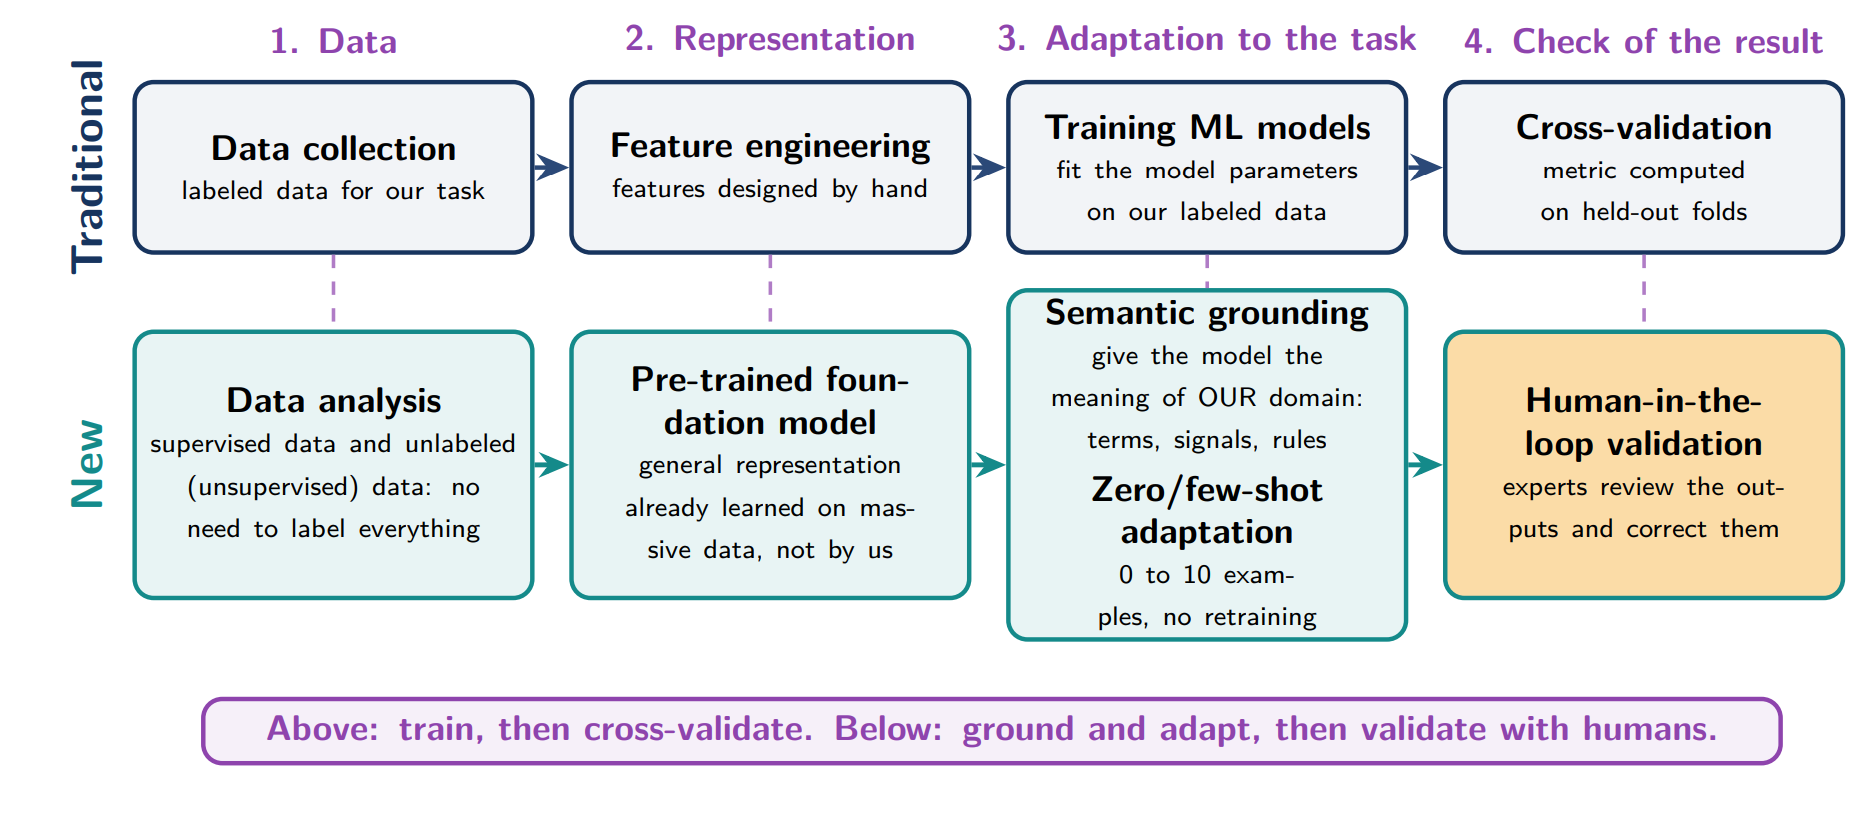 1. Data
2. Representation
3. Adaptation to the task
4. Check of the result
Traditional
Data collection
labeled data for our task
Feature engineering
features designed by hand
Training ML models
fit the model parameters
on our labeled data
Cross-validation
metric computed
on held-out folds
New
Data analysis
supervised data and unlabeled
(unsupervised) data: no
need to label everything
Pre-trained foun-
dation model
general representation
already learned on mas-
sive data, not by us
Semantic grounding
give the model the
meaning of OUR domain:
terms, signals, rules
Zero/few-shot
adaptation
0 to 10 exam-
ples, no retraining
Human-in-the-
loop validation
experts review the out-
puts and correct them
Above: train, then cross-validate. Below: ground and adapt, then validate with humans.